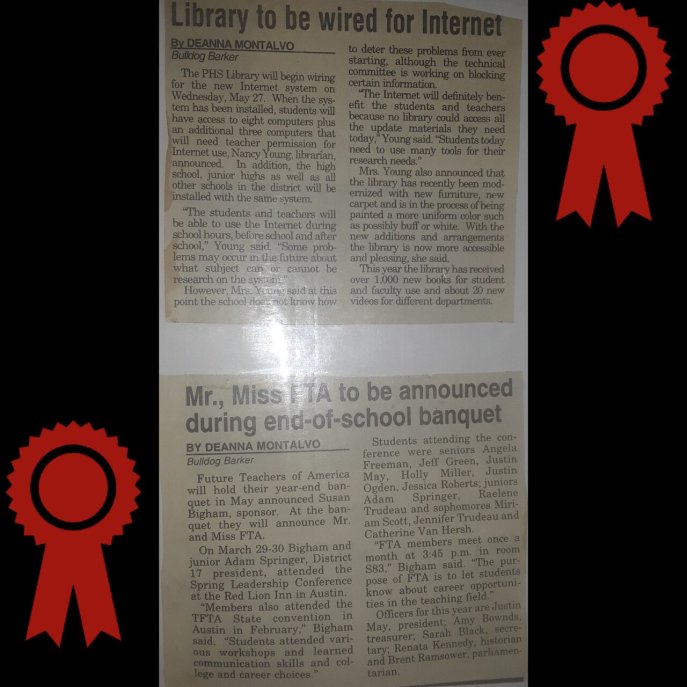 Library to be wired for Internet
By DEANNA MONTALVO
Bulldog Barker
The PHS Library will begin wiring
for the new Internet system on
Wednesday, May 27. When the sys-
tem has been installed, students will
have access to eight computers plus
an additional three computers that
will need teacher permission for
Internet use, Nancy Young, librarian,
announced. In addition, the high
school, junior highs as well as all
other schools in the district will be
installed with the same system.
"The students and teachers will
be able to use the Internet during
school hours, before school and after
school," Young said. "Some prob-
lems may occur in the future about
what subject can or cannot be
research on the system."
However, Mrs. Young said at this
point the school does not know how
to deter these problems from ever
starting, although the technical
committee is working on blocking
certain information.
"The Internet will definitely ben-
efit the students and teachers
because no library could access all
the update materials they need
today," Young said. "Students today
need to use many tools for their
research needs."
Mrs. Young also announced that
the library has recently been mod-
ernized with new furniture, new
carpet and is in the process of being
painted a more uniform color such
as possibly buff or white. With the
new additions and arrangements
the library is now more accessible
and pleasing, she said.
This year the library has received
over 1,000 new books for student
and faculty use and about 20 new
videos for different departments.
Mr., Miss FTA to be announced
during end-of-school banquet
BY DEANNA MONTALVO
Bulldog Barker
Future Teachers of America
will hold their year-end ban-
quet in May announced Susan
Bigham, sponsor. At the ban-
quet they will announce Mr.
and Miss FTA.
On March 29-30 Bigham and
junior Adam Springer, District
17 president, attended the
Spring Leadership Conference
at the Red Lion Inn in Austin.
"Members also attended the
TFTA State convention in
Austin in February," Bigham
said. "Students attended vari-
ous workshops and learned
communication skills and col-
lege and career choices."
Students attending the con-
ference were seniors Angela
Freeman, Jeff Green, Justin
May, Holly Miller, Justin
Ogden, Jessica Roberts; juniors
Adam Springer, Raelene
Trudeau and sophomores Miri-
am Scott, Jennifer Trudeau and
Catherine Van Hersh.
"FTA members meet once a
month at 3:45 p.m. in room
S83," Bigham said. "The pur-
pose of FTA is to let students
know about career opportuni-
ties in the teaching field."
Officers for this year are Justin
May, president; Amy Bownds,
treasurer; Sarah Black, secre-
tary; Renata Kennedy, historian
and Brent Ramsower, parliamen-
tarian.